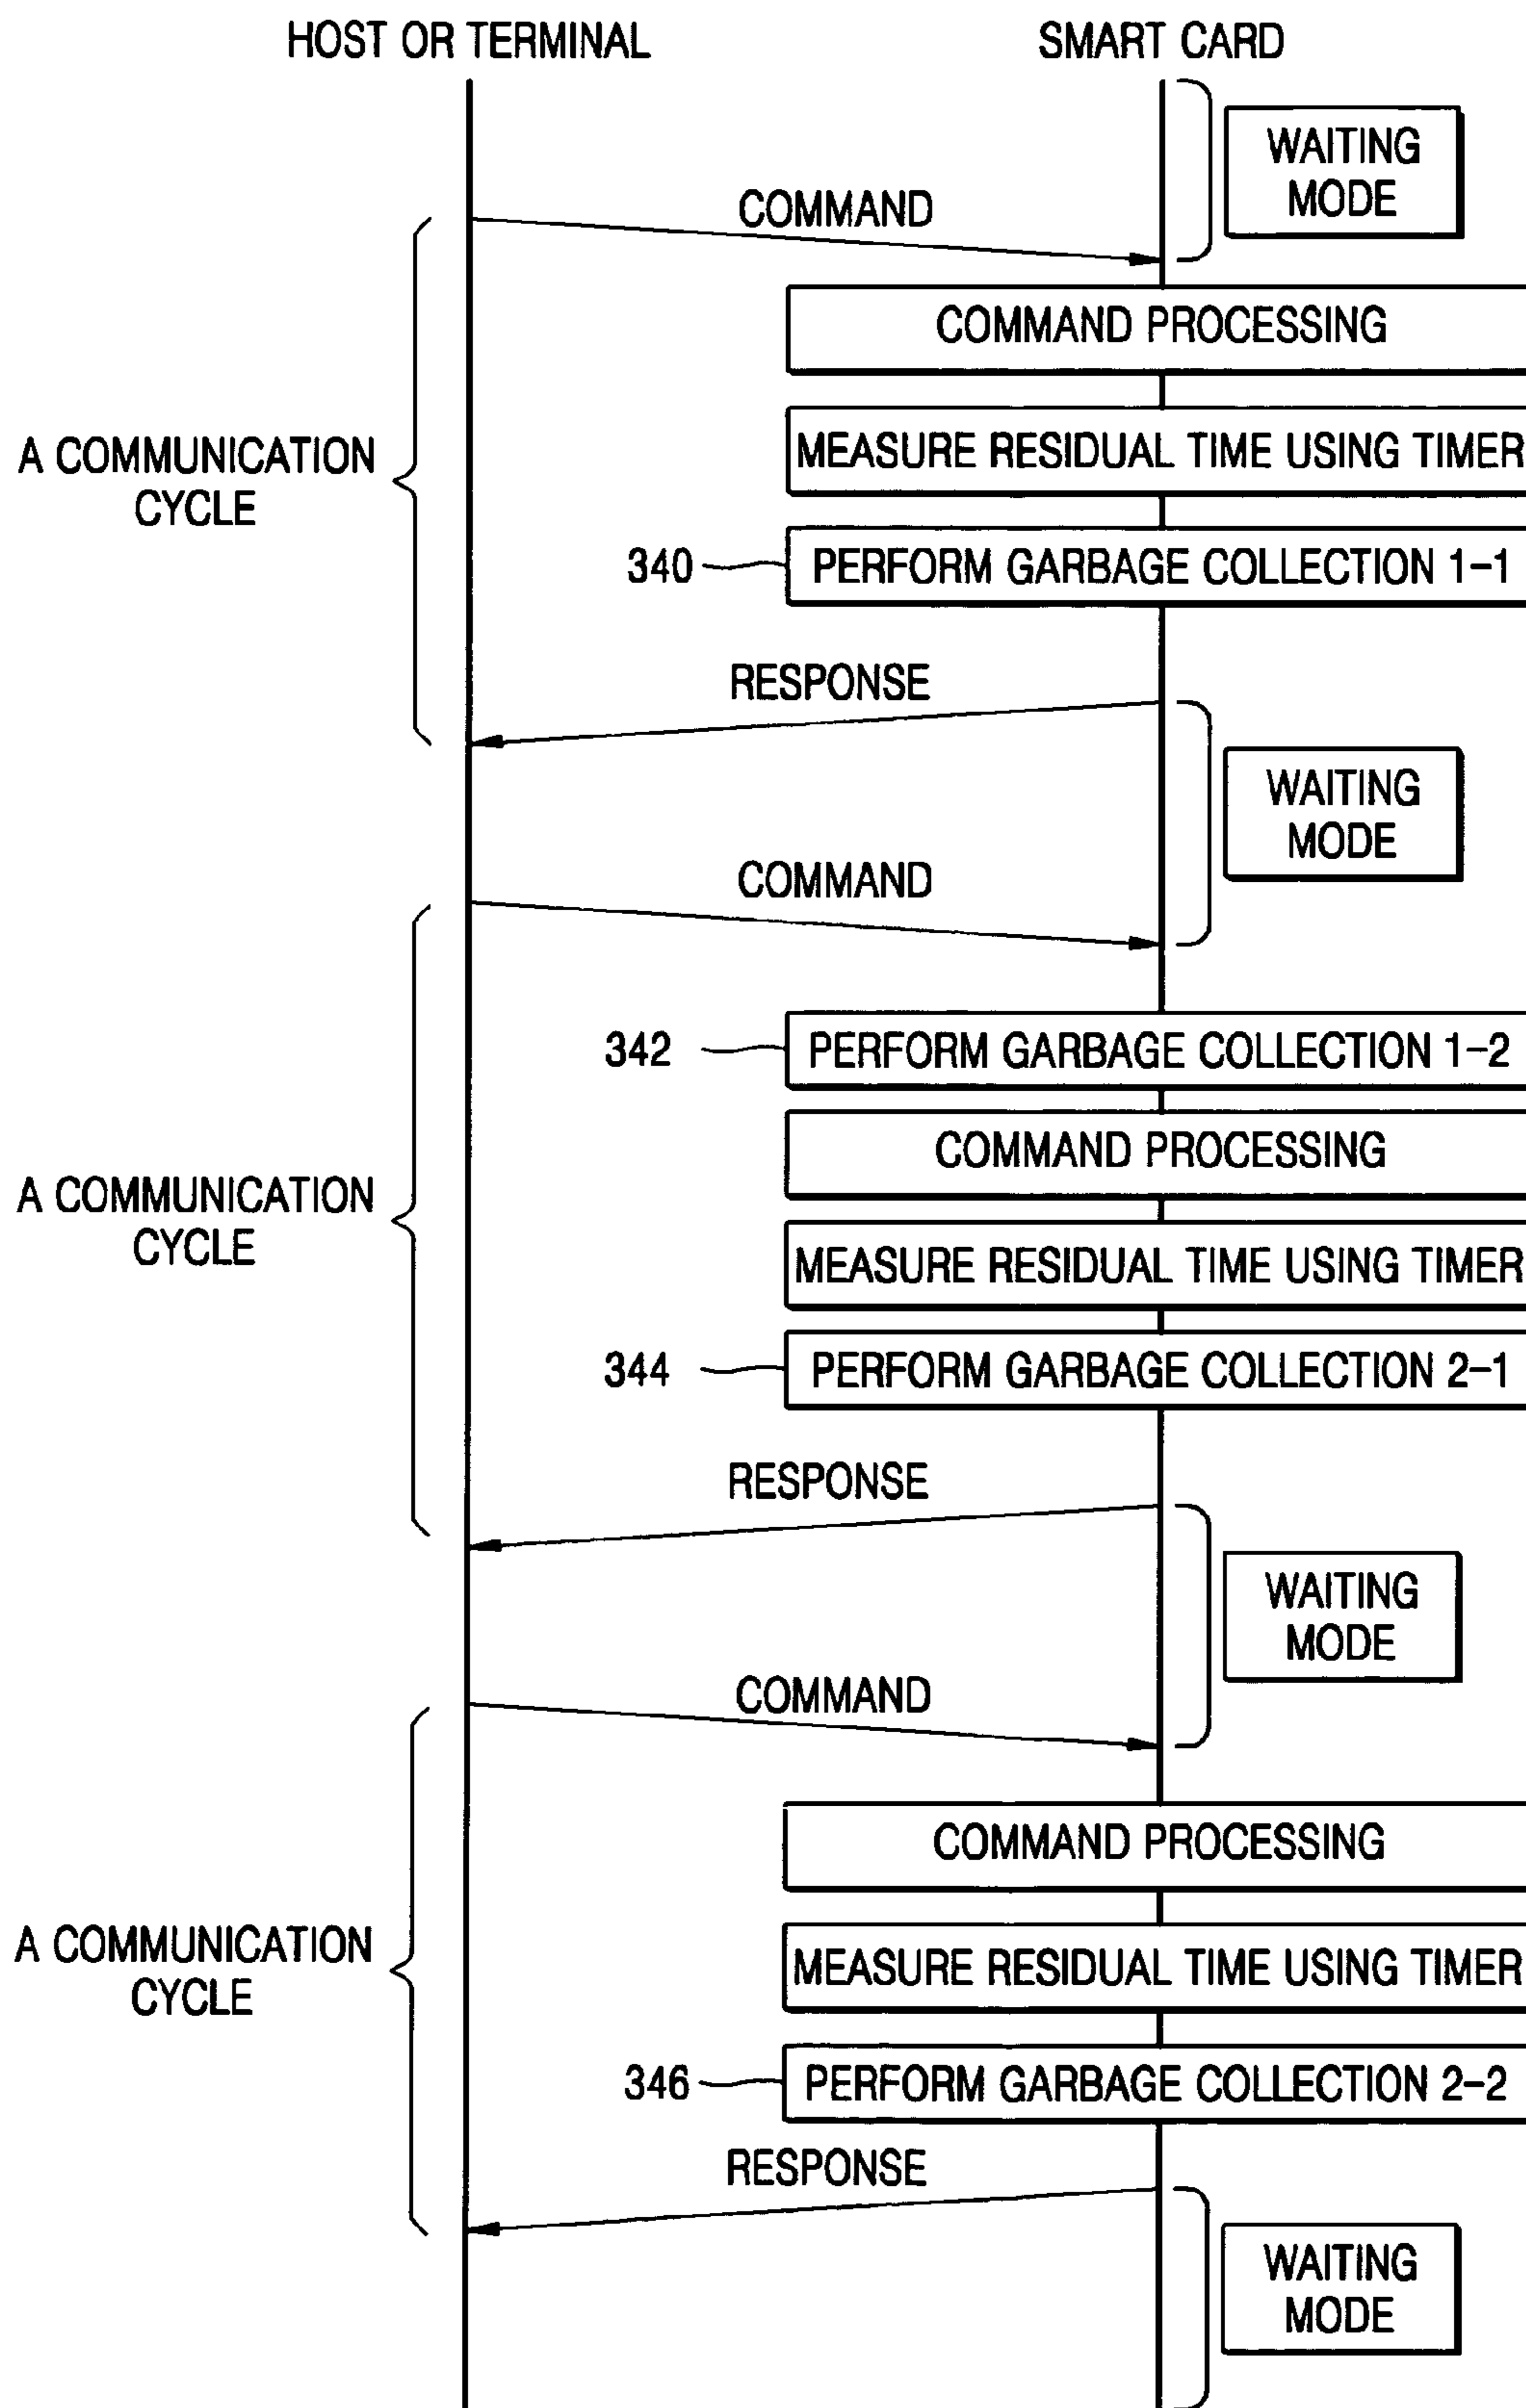 HOST OR TERMINAL
SMART CARD
WAITING
MODE
COMMAND
COMMAND PROCESSING
MEASURE RESIDUAL TIME USING TIMER
A COMMUNICATION
CYCLE
340
PERFORM GARBAGE COLLECTION 1-1
RESPONSE
WAITING
MODE
COMMAND
342
PERFORM GARBAGE COLLECTION 1-2
COMMAND PROCESSING
A COMMUNICATION
CYCLE
MEASURE RESIDUAL TIME USING TIMER
344
PERFORM GARBAGE COLLECTION 2-1
RESPONSE
WAITING
MODE
COMMAND
COMMAND PROCESSING
A COMMUNICATION
CYCLE
MEASURE RESIDUAL TIME USING TIMER
346
PERFORM GARBAGE COLLECTION 2-2
RESPONSE
WAITING
MODE